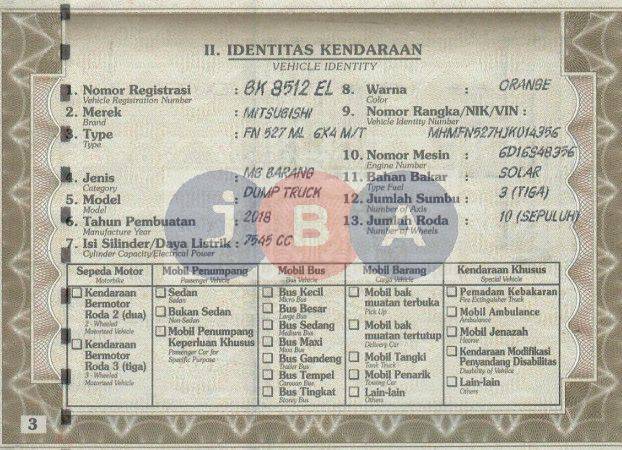 II. IDENTITAS KENDARAAN
VEHICLE IDENTITY
1. Nomor Registrasi : BK 8512 EL
Vehicle Registration Number
2. Merek : MITSUBISHI
Brand
3. Type : FN 527 ML 6X4 M/T
Type
4. Jenis : MB BARANG
Category
5. Model : DUMP TRUCK
Model
6. Tahun Pembuatan : 2018
Manufacture Year
7. Isi Silinder/Daya Listrik : 7545 CC
Cylinder Capacity/Electrical Power
8. Warna : ORANGE
Color
9. Nomor Rangka/NIK/VIN :
Vehicle Identity Number
MHMFN527HJK014356
10. Nomor Mesin : 6D16S48356
Engine Number
11. Bahan Bakar : SOLAR
Type Fuel
12. Jumlah Sumbu : 3 (TIGA)
Number of Axis
13. Jumlah Roda : 10 (SEPULUH)
Number of Wheels
jBA
Sepeda Motor
Motorbike
Kendaraan
Bermotor
Roda 2 (dua)
2 - Wheeled
Motorized Vehicle
Kendaraan
Bermotor
Roda 3 (tiga)
3 - Wheeled
Motorized Vehicle
Mobil Penumpang
Passenger Vehicle
Sedan
Sedan
Bukan Sedan
Non-Sedan
Mobil Penumpang
Keperluan Khusus
Passenger Car for
Specific Purpose
Mobil Bus
Bus Vehicle
Bus Kecil
Micro Bus
Bus Besar
Large Bus
Bus Sedang
Medium Bus
Bus Maxi
Maxi Bus
Bus Gandeng
Trailer Bus
Bus Tempel
Caravan Bus
Bus Tingkat
Storey Bus
Mobil Barang
Cargo Vehicle
Mobil bak
muatan terbuka
Pick Up
Mobil bak
muatan tertutup
Delivery Car
Mobil Tangki
Tank Truck
Mobil Penarik
Towing Car
Lain-lain
Others
Kendaraan Khusus
Special Vehicle
Pemadam Kebakaran
Fire Extinguisher Truck
Mobil Ambulance
Ambulance
Mobil Jenazah
Hearse
Kendaraan Modifikasi
Penyandang Disabilitas
Disability of Vehicle
Lain-lain
Others
3